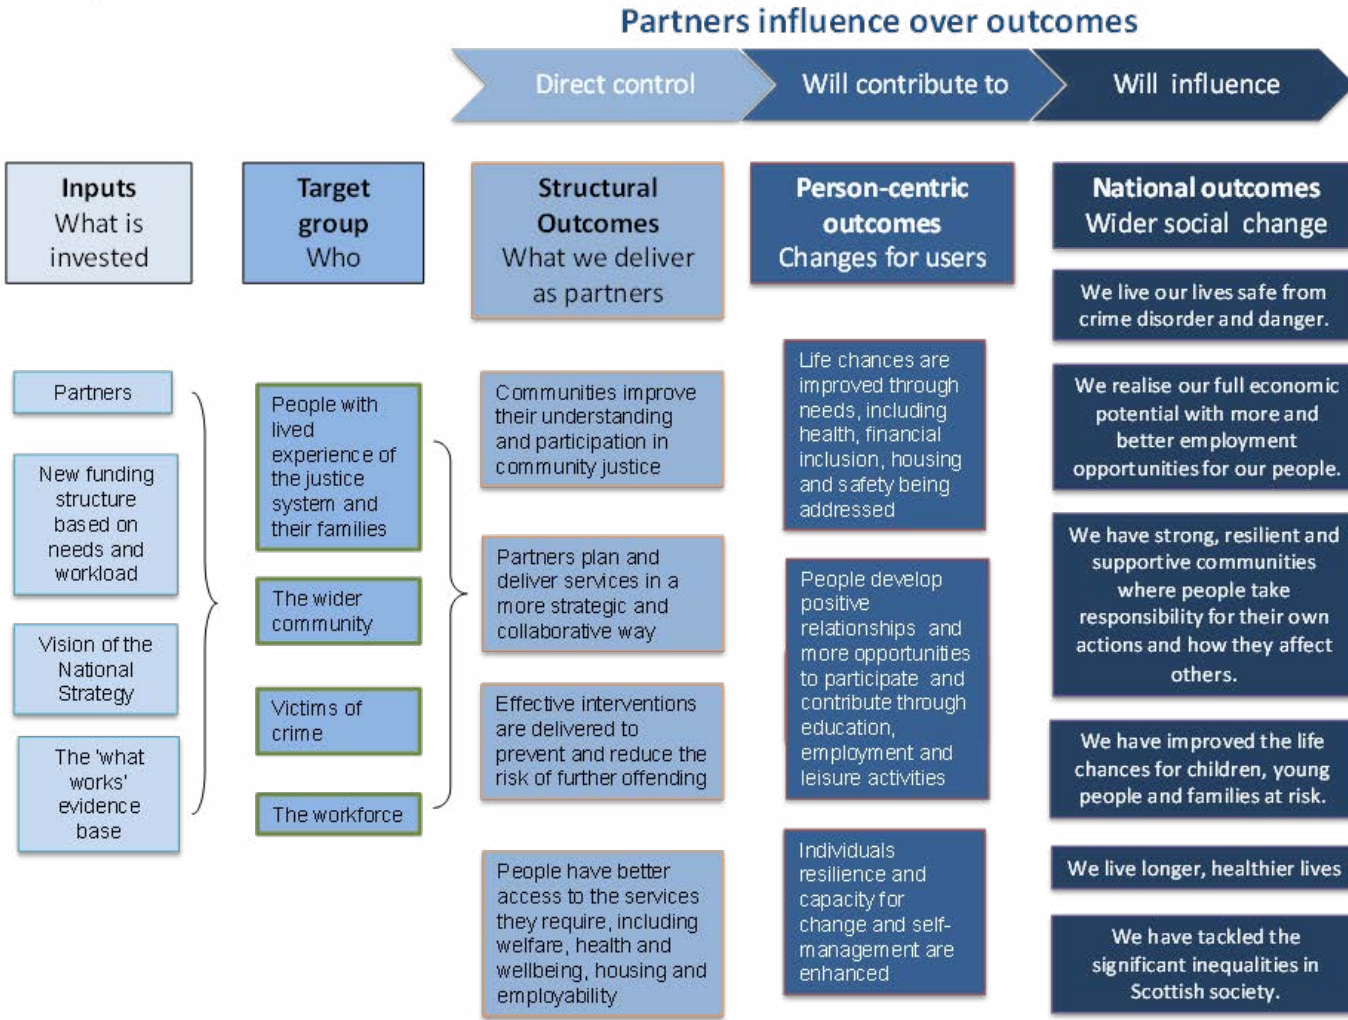 Partners influence over outcomes
Direct control
Will contribute to
Will influence
Inputs
What is
invested
Target
group
Who
Structural
Outcomes
What we deliver
as partners
Person-centric
outcomes
Changes for users
National outcomes
Wider social change
Partners
New funding
structure
based on
needs and
workload
Vision of the
National
Strategy
The 'what
works'
evidence
base
People with
lived
experience of
the justice
system and
their families
The wider
community
Victims of
crime
The workforce
Communities improve
their understanding
and participation in
community justice
Partners plan and
deliver services in a
more strategic and
collaborative way
Effective interventions
are delivered to
prevent and reduce the
risk of further offending
People have better
access to the services
they require, including
welfare, health and
wellbeing, housing and
employability
Life chances are
improved through
needs, including
health, financial
inclusion, housing
and safety being
addressed
People develop
positive
relationships and
more opportunities
to participate and
contribute through
education,
employment and
leisure activities
Individuals
resilience and
capacity for
change and self-
management are
enhanced
We live our lives safe from
crime disorder and danger.
We realise our full economic
potential with more and
better employment
opportunities for our people.
We have strong, resilient and
supportive communities
where people take
responsibility for their own
actions and how they affect
others.
We have improved the life
chances for children, young
people and families at risk.
We live longer, healthier lives
We have tackled the
significant inequalities in
Scottish society.